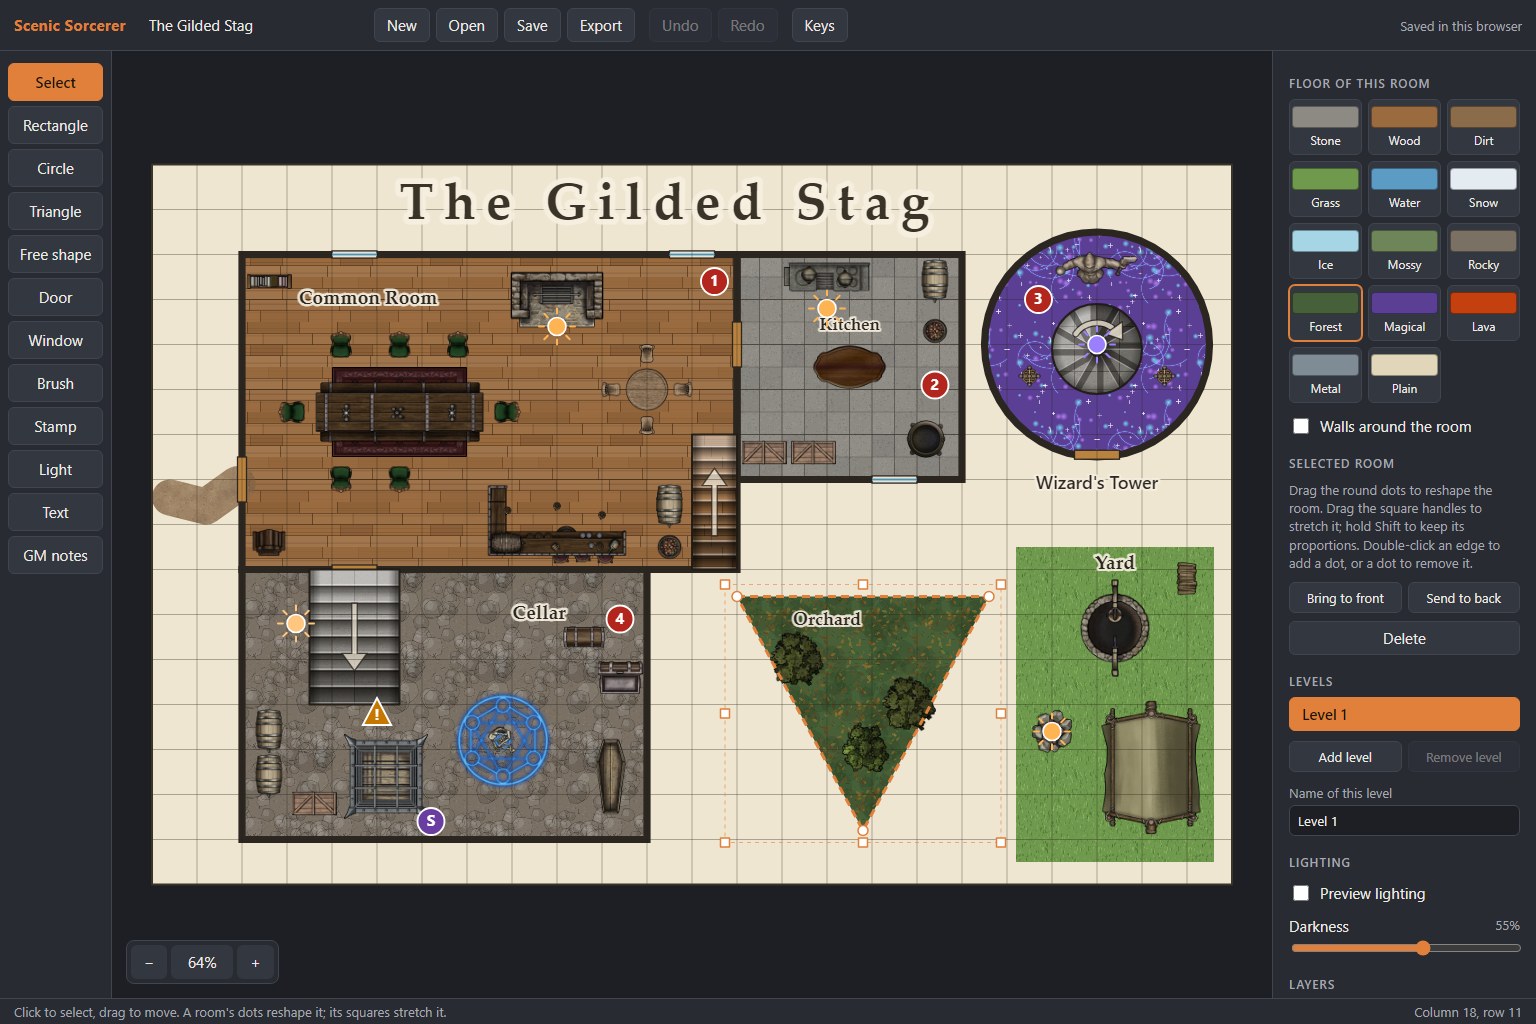 Scenic Sorcerer The Gilded Stag New Open Save Export Undo Redo Keys Saved in this browser
Select
Rectangle
Circle
Triangle
Free shape
Door
Window
Brush
Stamp
Light
Text
GM notes
The Gilded Stag
Common Room
1
Kitchen
2
3
Wizard's Tower
Cellar
4
!
S
Orchard
Yard
− 64% +
FLOOR OF THIS ROOM
Stone Wood Dirt
Grass Water Snow
Ice Mossy Rocky
Forest Magical Lava
Metal Plain
Walls around the room
SELECTED ROOM
Drag the round dots to reshape the
room. Drag the square handles to
stretch it; hold Shift to keep its
proportions. Double-click an edge to
add a dot, or a dot to remove it.
Bring to front Send to back
Delete
LEVELS
Level 1
Add level Remove level
Name of this level
Level 1
LIGHTING
Preview lighting
Darkness 55%
LAYERS
Click to select, drag to move. A room's dots reshape it; its squares stretch it. Column 18, row 11